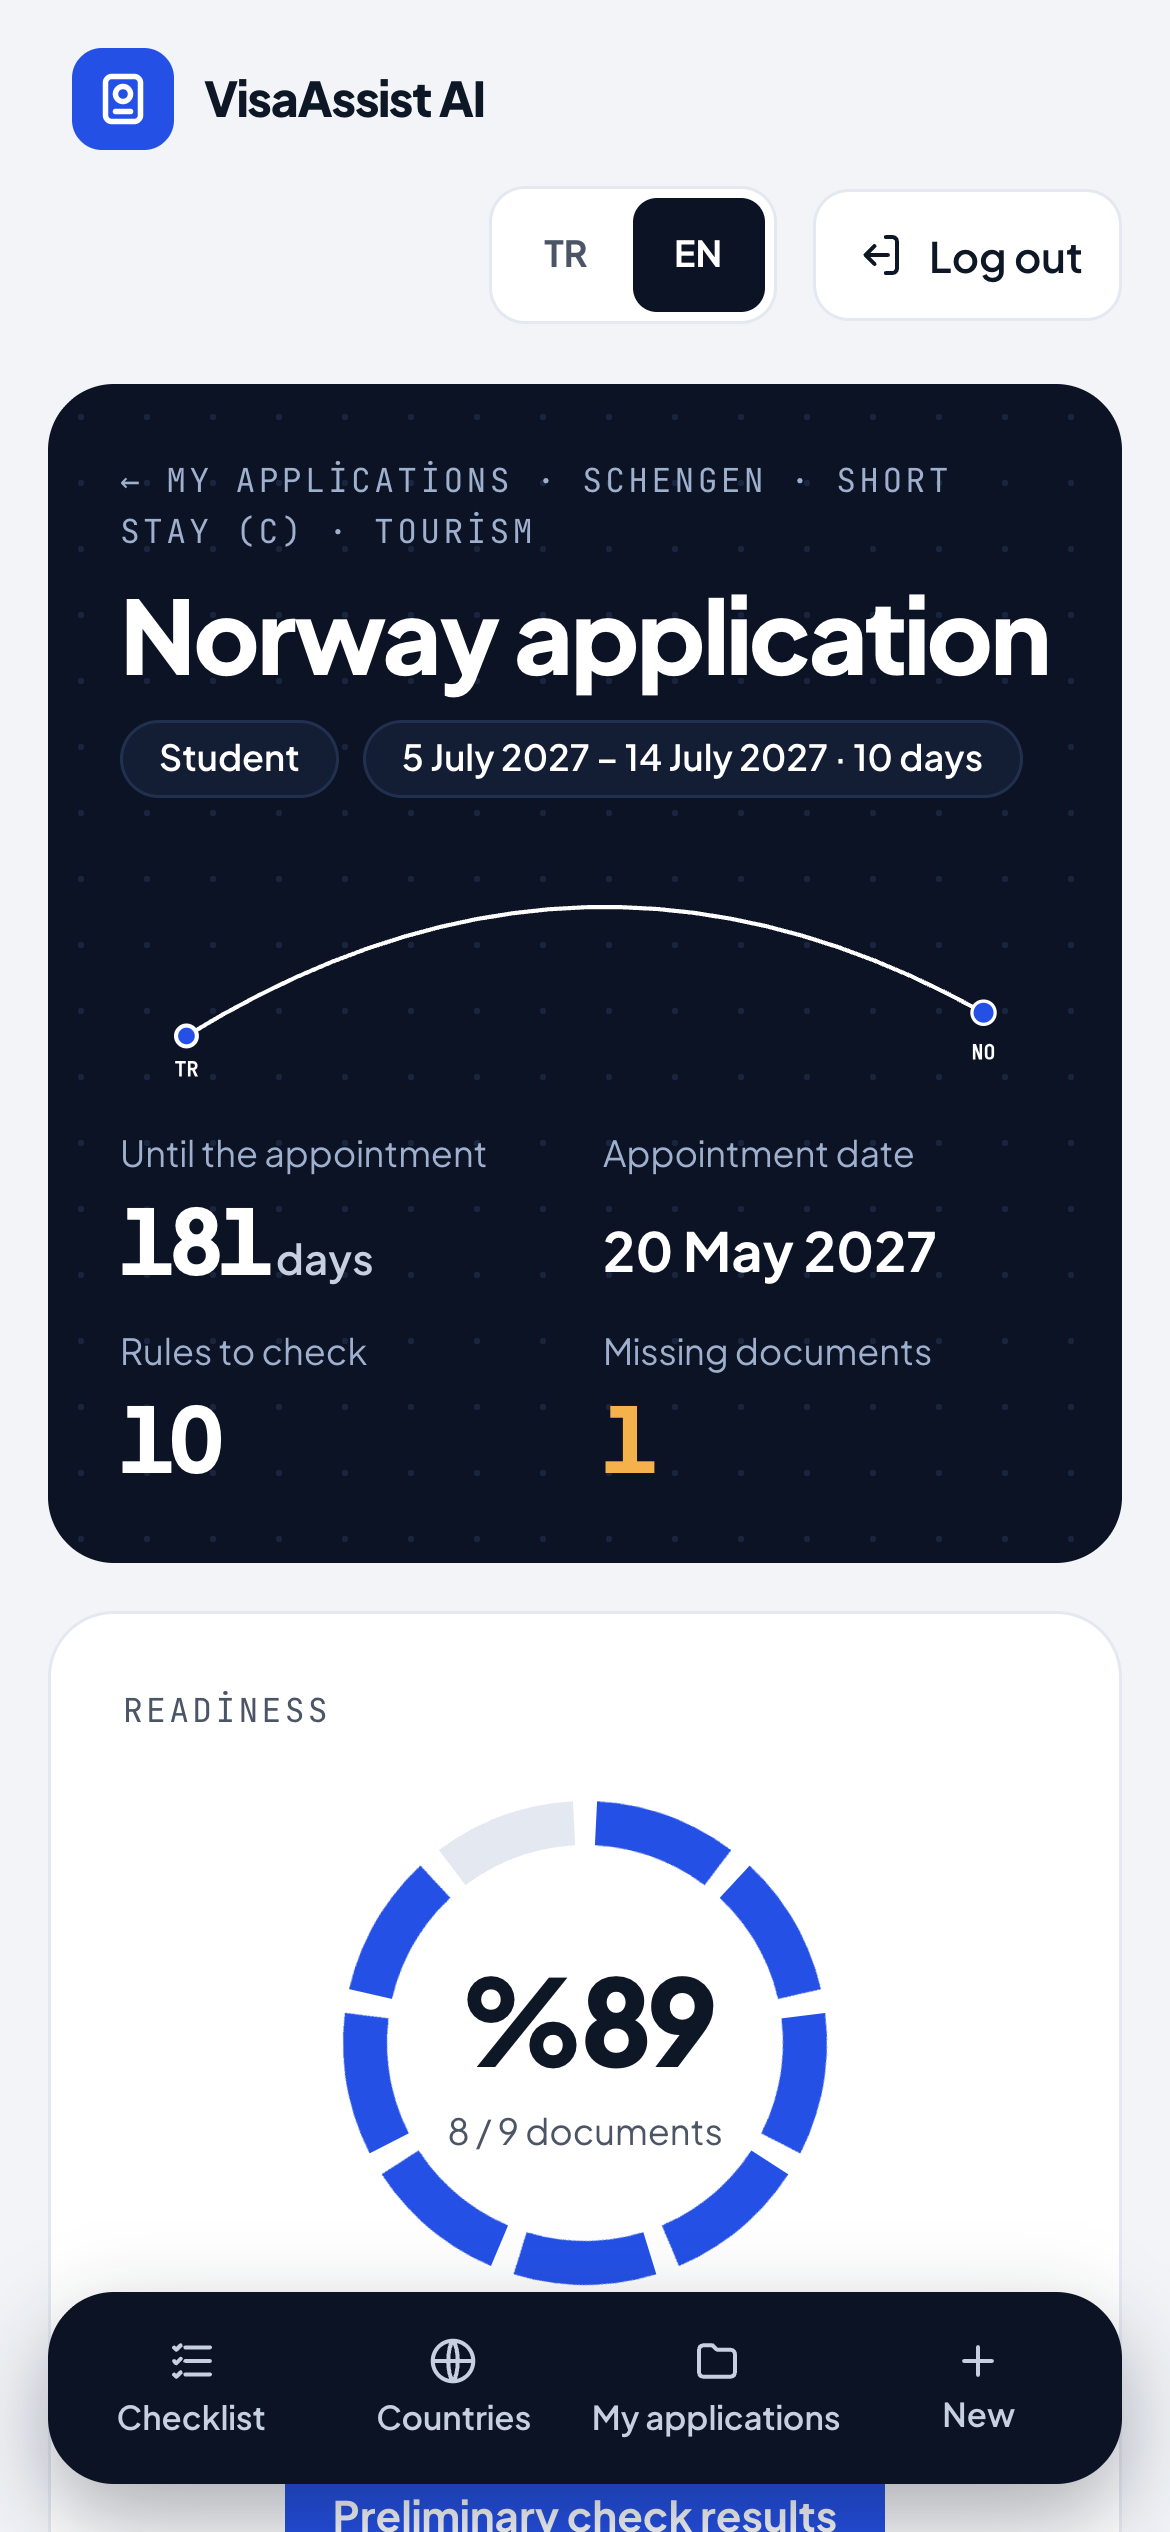 VisaAssist AI
TR
EN
Log out
← MY APPLİCATİONS · SCHENGEN · SHORT
STAY (C) · TOURİSM
Norway application
Student
5 July 2027 – 14 July 2027 · 10 days
TR
NO
Until the appointment
Appointment date
181 days
20 May 2027
Rules to check
Missing documents
10
1
READİNESS
%89
8 / 9 documents
Checklist
Countries
My applications
New
Preliminary check results